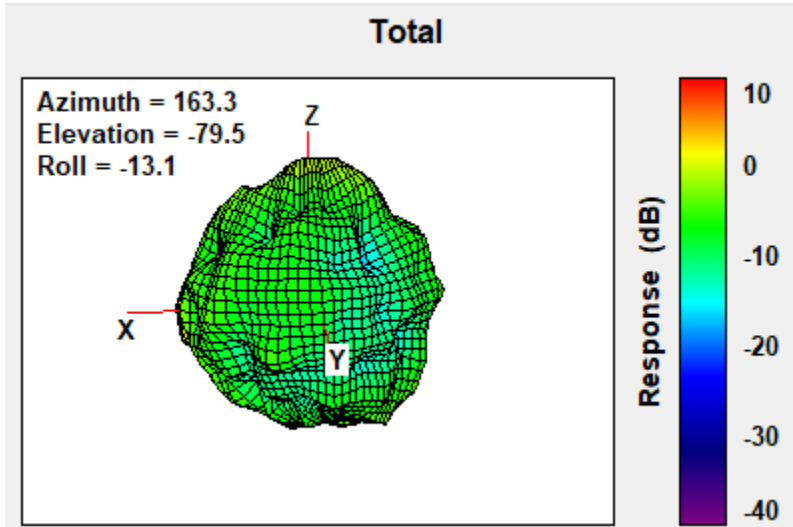 Total
Azimuth = 163.3
Elevation = -79.5
Roll = -13.1
Z
X
Y
Response (dB)
10
0
-10
-20
-30
-40